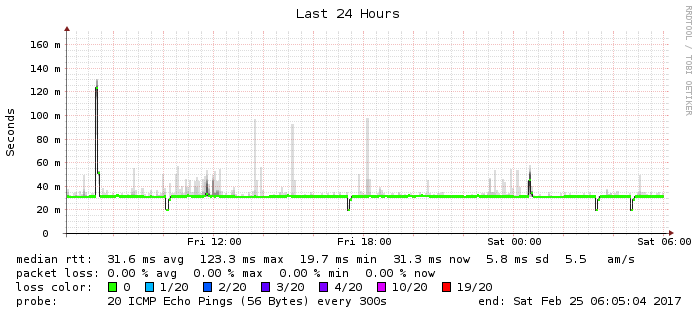 Last 24 Hours
RRDTOOL / TOBI OETIKER
Seconds
160 m
140 m
120 m
100 m
80 m
60 m
40 m
20 m
0
Fri 12:00 Fri 18:00 Sat 00:00 Sat 06:00
median rtt: 31.6 ms avg 123.3 ms max 19.7 ms min 31.3 ms now 5.8 ms sd 5.5 am/s
packet loss: 0.00 % avg 0.00 % max 0.00 % min 0.00 % now
loss color: 0 1/20 2/20 3/20 4/20 10/20 19/20
probe: 20 ICMP Echo Pings (56 Bytes) every 300s end: Sat Feb 25 06:05:04 2017